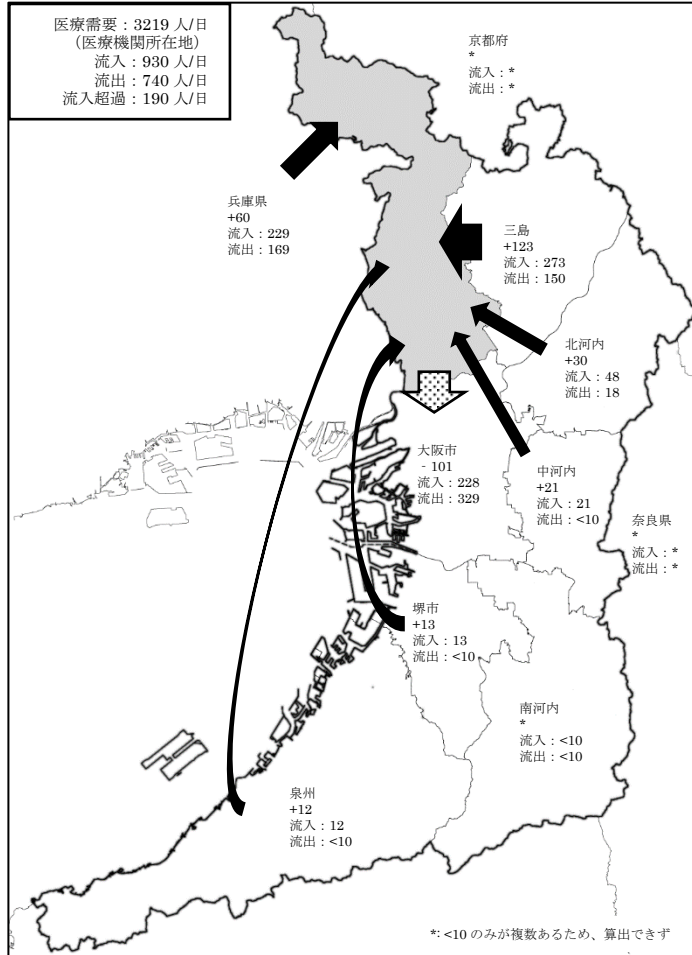 医療需要：3219 人/日
（医療機関所在地）
流入：930 人/日
流出：740 人/日
流入超過：190 人/日
京都府
*
流入：*
流出：*
兵庫県
+60
流入：229
流出：169
三島
+123
流入：273
流出：150
北河内
+30
流入：48
流出：18
大阪市
‐101
流入：228
流出：329
中河内
+21
流入：21
流出：<10
奈良県
*
流入：*
流出：*
堺市
+13
流入：13
流出：<10
南河内
*
流入：<10
流出：<10
泉州
+12
流入：12
流出：<10
*: <10 のみが複数あるため、算出できず